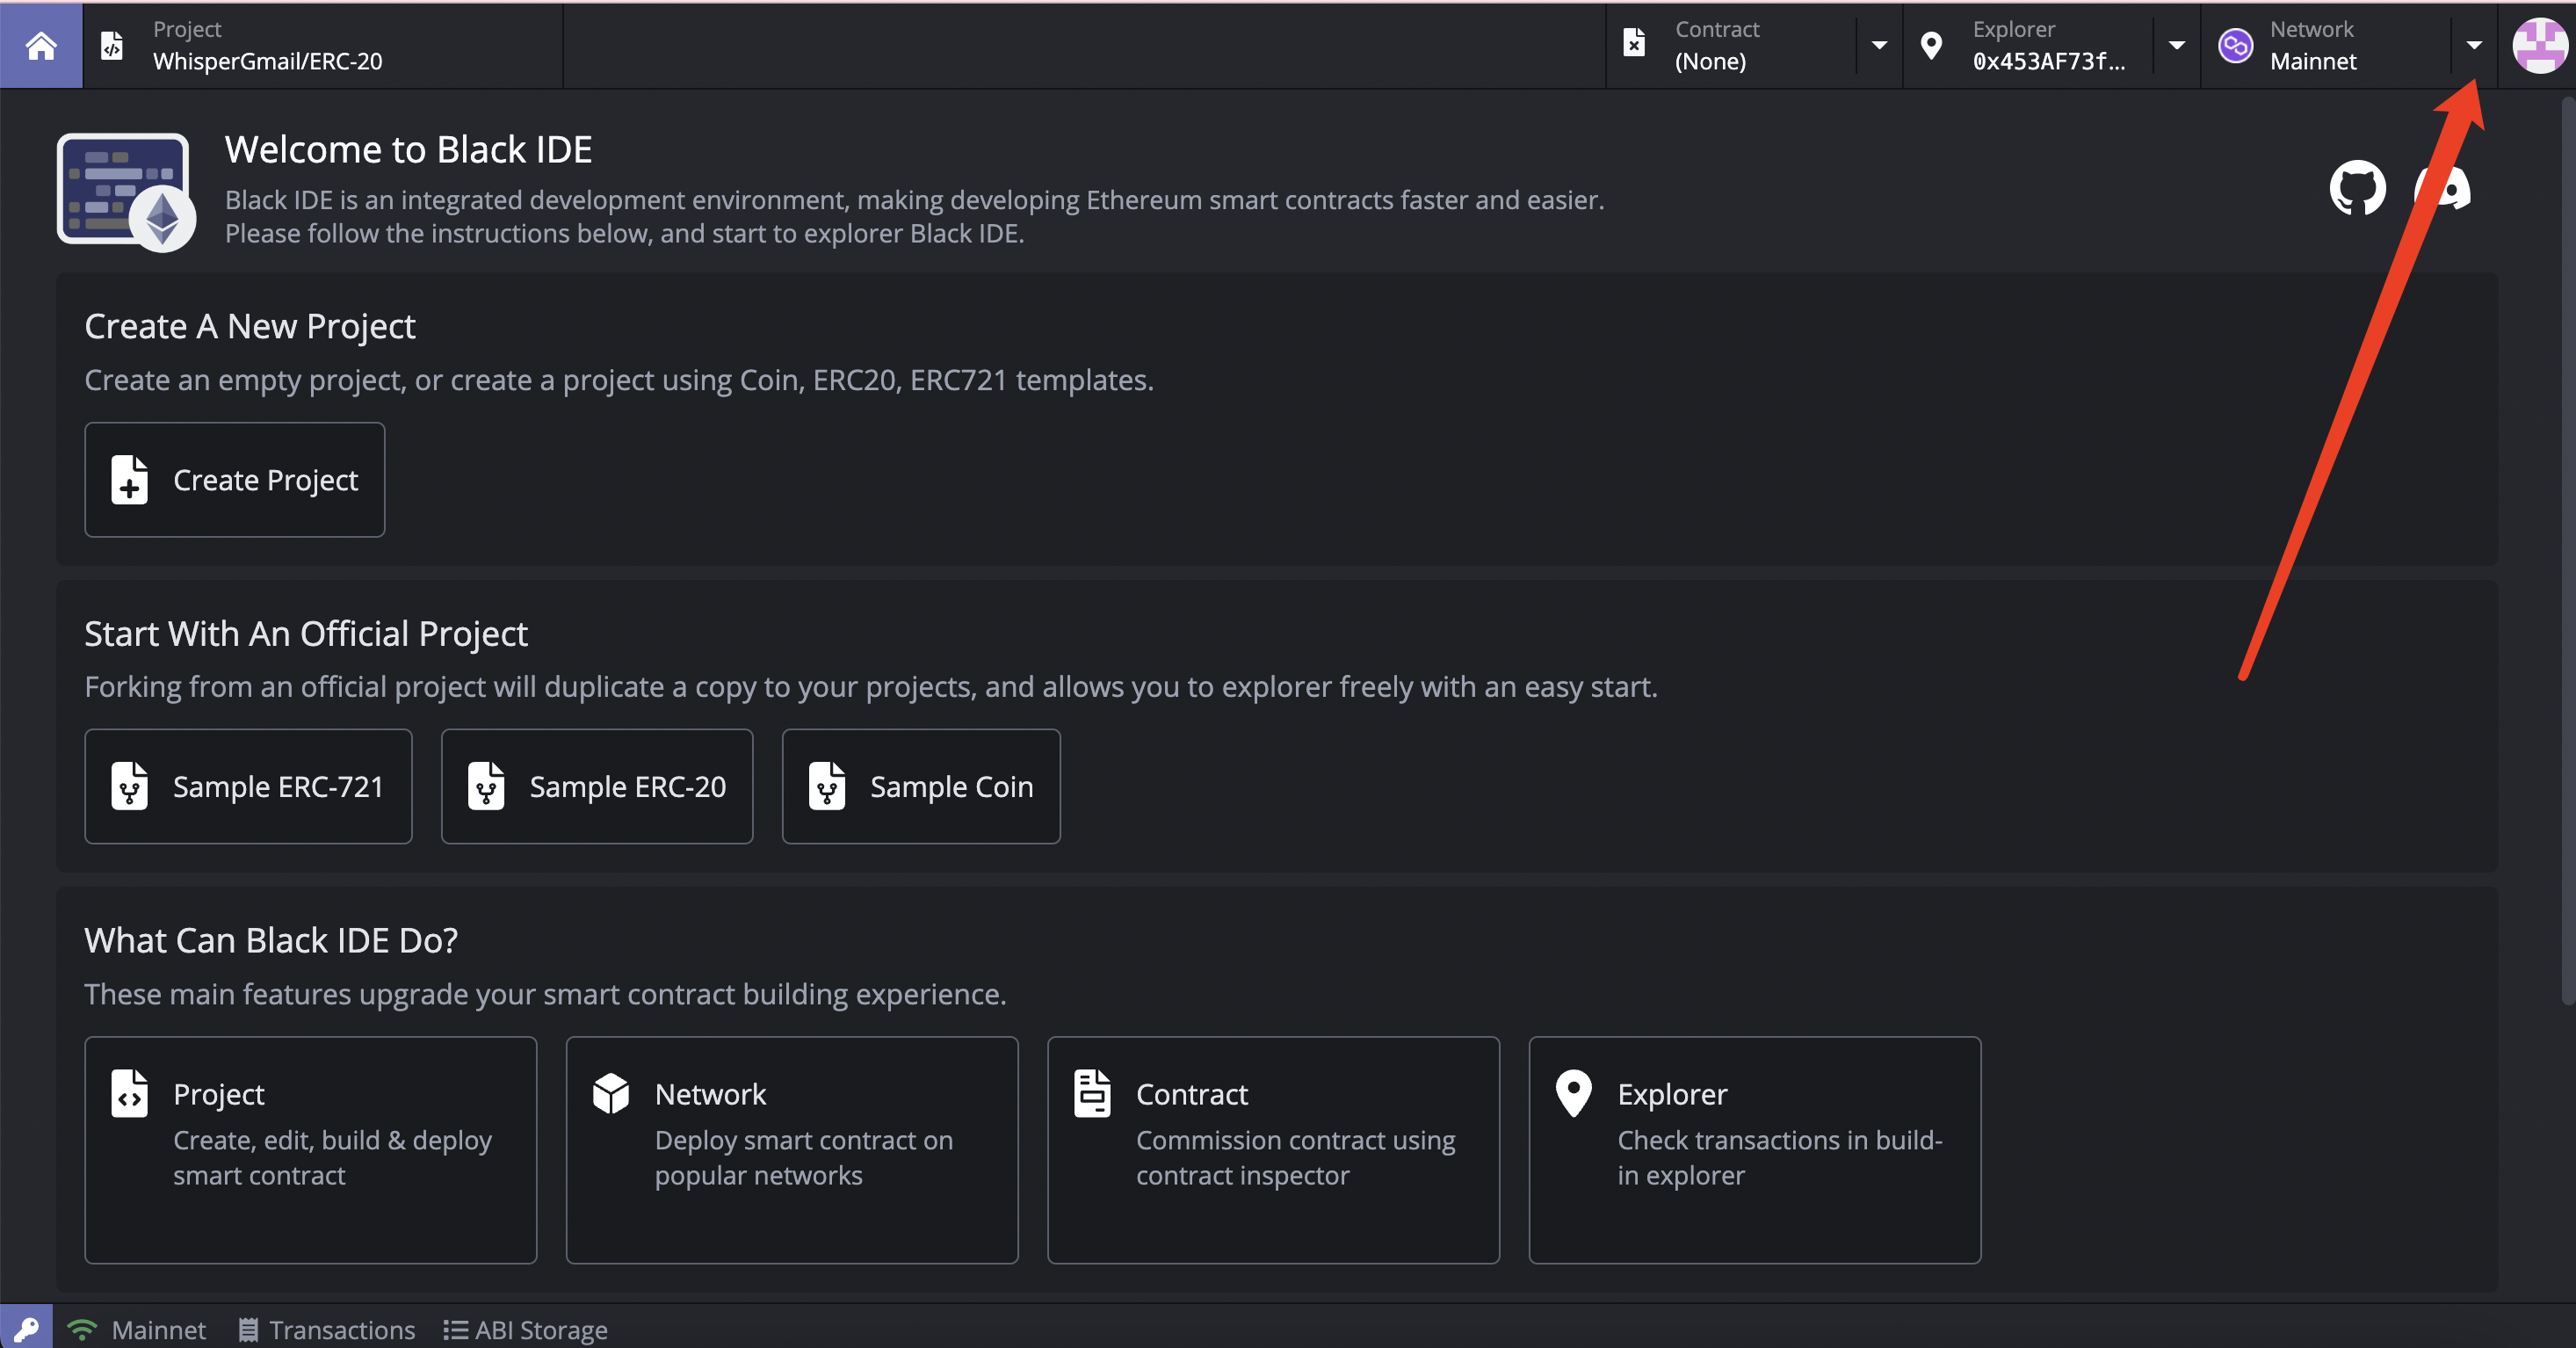 Project
WhisperGmail/ERC-20
Contract
(None)
Explorer
0x453AF73f...
Network
Mainnet
Welcome to Black IDE
Black IDE is an integrated development environment, making developing Ethereum smart contracts faster and easier.
Please follow the instructions below, and start to explorer Black IDE.
Create A New Project
Create an empty project, or create a project using Coin, ERC20, ERC721 templates.
Create Project
Start With An Official Project
Forking from an official project will duplicate a copy to your projects, and allows you to explorer freely with an easy start.
Sample ERC-721
Sample ERC-20
Sample Coin
What Can Black IDE Do?
These main features upgrade your smart contract building experience.
Project
Create, edit, build & deploy
smart contract
Network
Deploy smart contract on
popular networks
Contract
Commission contract using
contract inspector
Explorer
Check transactions in build-
in explorer
Mainnet
Transactions
ABI Storage